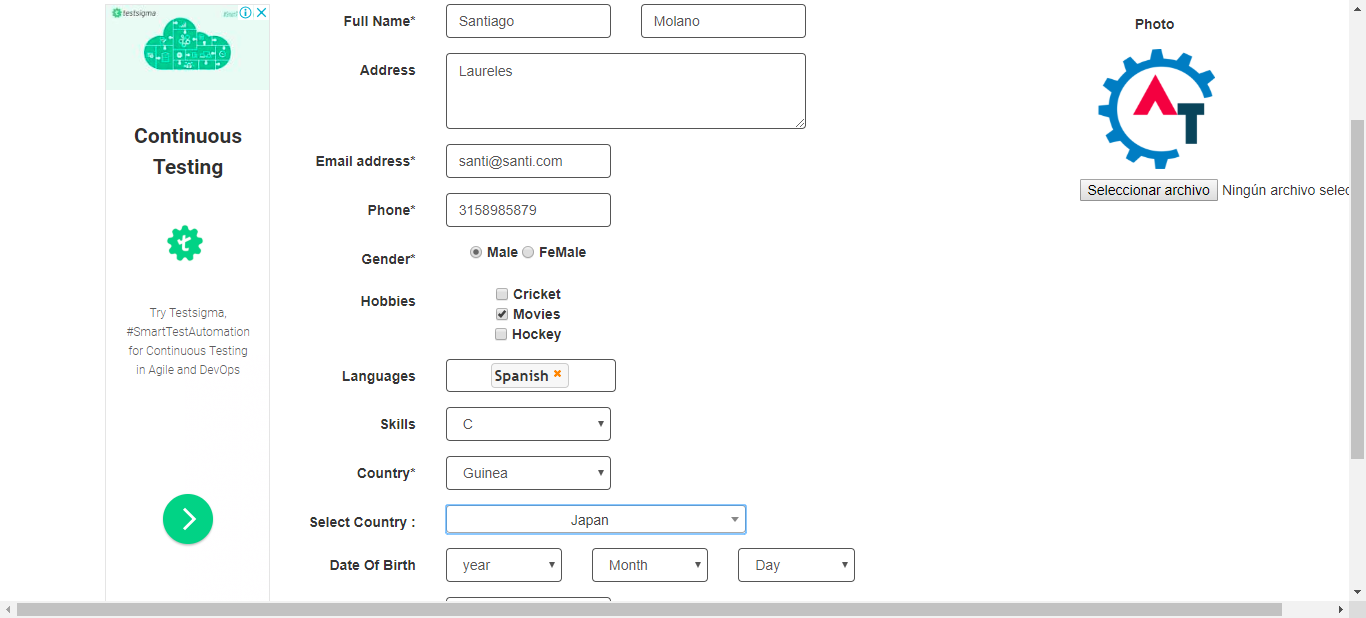 testsigma
Continuous
Testing
Try Testsigma,
#SmartTestAutomation
for Continuous Testing
in Agile and DevOps
Full Name* Santiago Molano
Address Laureles
Email address* santi@santi.com
Phone* 3158985879
Gender* Male FeMale
Hobbies Cricket
Movies
Hockey
Languages Spanish
Skills C
Country* Guinea
Select Country : Japan
Date Of Birth year Month Day
Photo
AT
Seleccionar archivo Ningún archivo selec